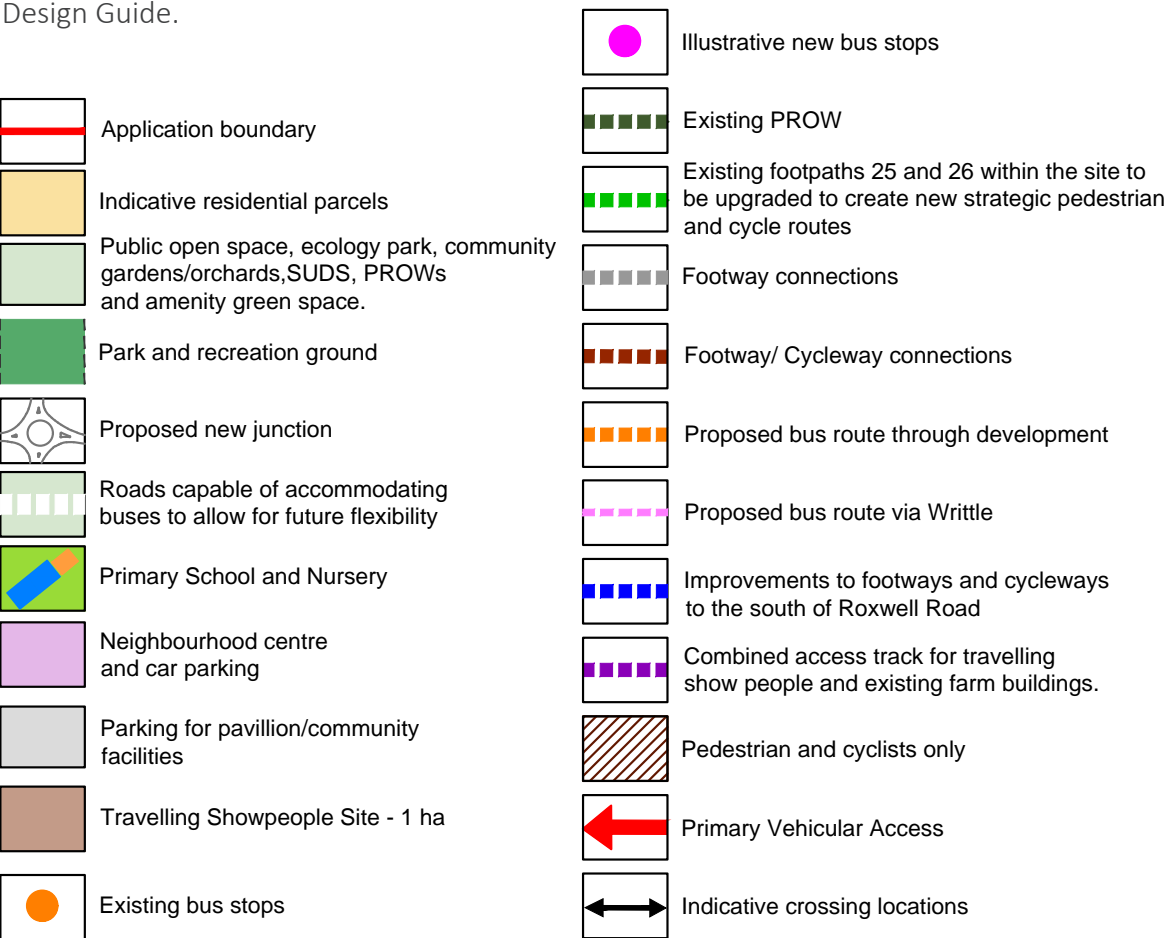 Design Guide.
Application boundary
Indicative residential parcels
Public open space, ecology park, community
gardens/orchards,SUDS, PROWs
and amenity green space.
Park and recreation ground
Proposed new junction
Roads capable of accommodating
buses to allow for future flexibility
Primary School and Nursery
Neighbourhood centre
and car parking
Parking for pavillion/community
facilities
Travelling Showpeople Site - 1 ha
Existing bus stops
Illustrative new bus stops
Existing PROW
Existing footpaths 25 and 26 within the site to
be upgraded to create new strategic pedestrian
and cycle routes
Footway connections
Footway/ Cycleway connections
Proposed bus route through development
Proposed bus route via Writtle
Improvements to footways and cycleways
to the south of Roxwell Road
Combined access track for travelling
show people and existing farm buildings.
Pedestrian and cyclists only
Primary Vehicular Access
Indicative crossing locations